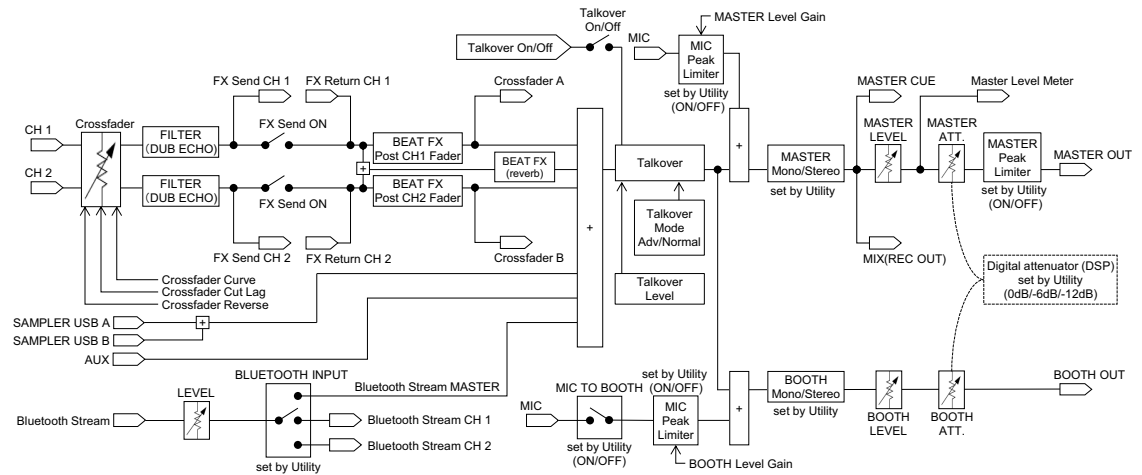 Talkover
On/Off
Talkover On/Off
MASTER Level Gain
MIC
MIC
Peak
Limiter
set by Utility
(ON/OFF)
FX Send CH 1
FX Return CH 1
Crossfader A
MASTER CUE
Master Level Meter
CH 1
Crossfader
FILTER
(DUB ECHO)
FX Send ON
BEAT FX
Post CH1 Fader
MASTER
LEVEL
MASTER
ATT.
+
BEAT FX
(reverb)
Talkover
+
MASTER
Mono/Stereo
set by Utility
MASTER
Peak
Limiter
set by Utility
(ON/OFF)
MASTER OUT
CH 2
FILTER
(DUB ECHO)
FX Send ON
BEAT FX
Post CH2 Fader
Talkover
Mode
Adv/Normal
+
FX Send CH 2
FX Return CH 2
Crossfader B
MIX(REC OUT)
Talkover
Level
Digital attenuator (DSP)
set by Utility
(0dB/-6dB/-12dB)
Crossfader Curve
Crossfader Cut Lag
Crossfader Reverse
SAMPLER USB A
+
SAMPLER USB B
AUX
LEVEL
BLUETOOTH INPUT
Bluetooth Stream MASTER
Bluetooth Stream
Bluetooth Stream CH 1
Bluetooth Stream CH 2
set by Utility
MIC
MIC TO BOOTH
set by Utility
(ON/OFF)
set by Utility
(ON/OFF)
MIC
Peak
Limiter
BOOTH Level Gain
+
BOOTH
Mono/Stereo
set by Utility
BOOTH
LEVEL
BOOTH
ATT.
BOOTH OUT